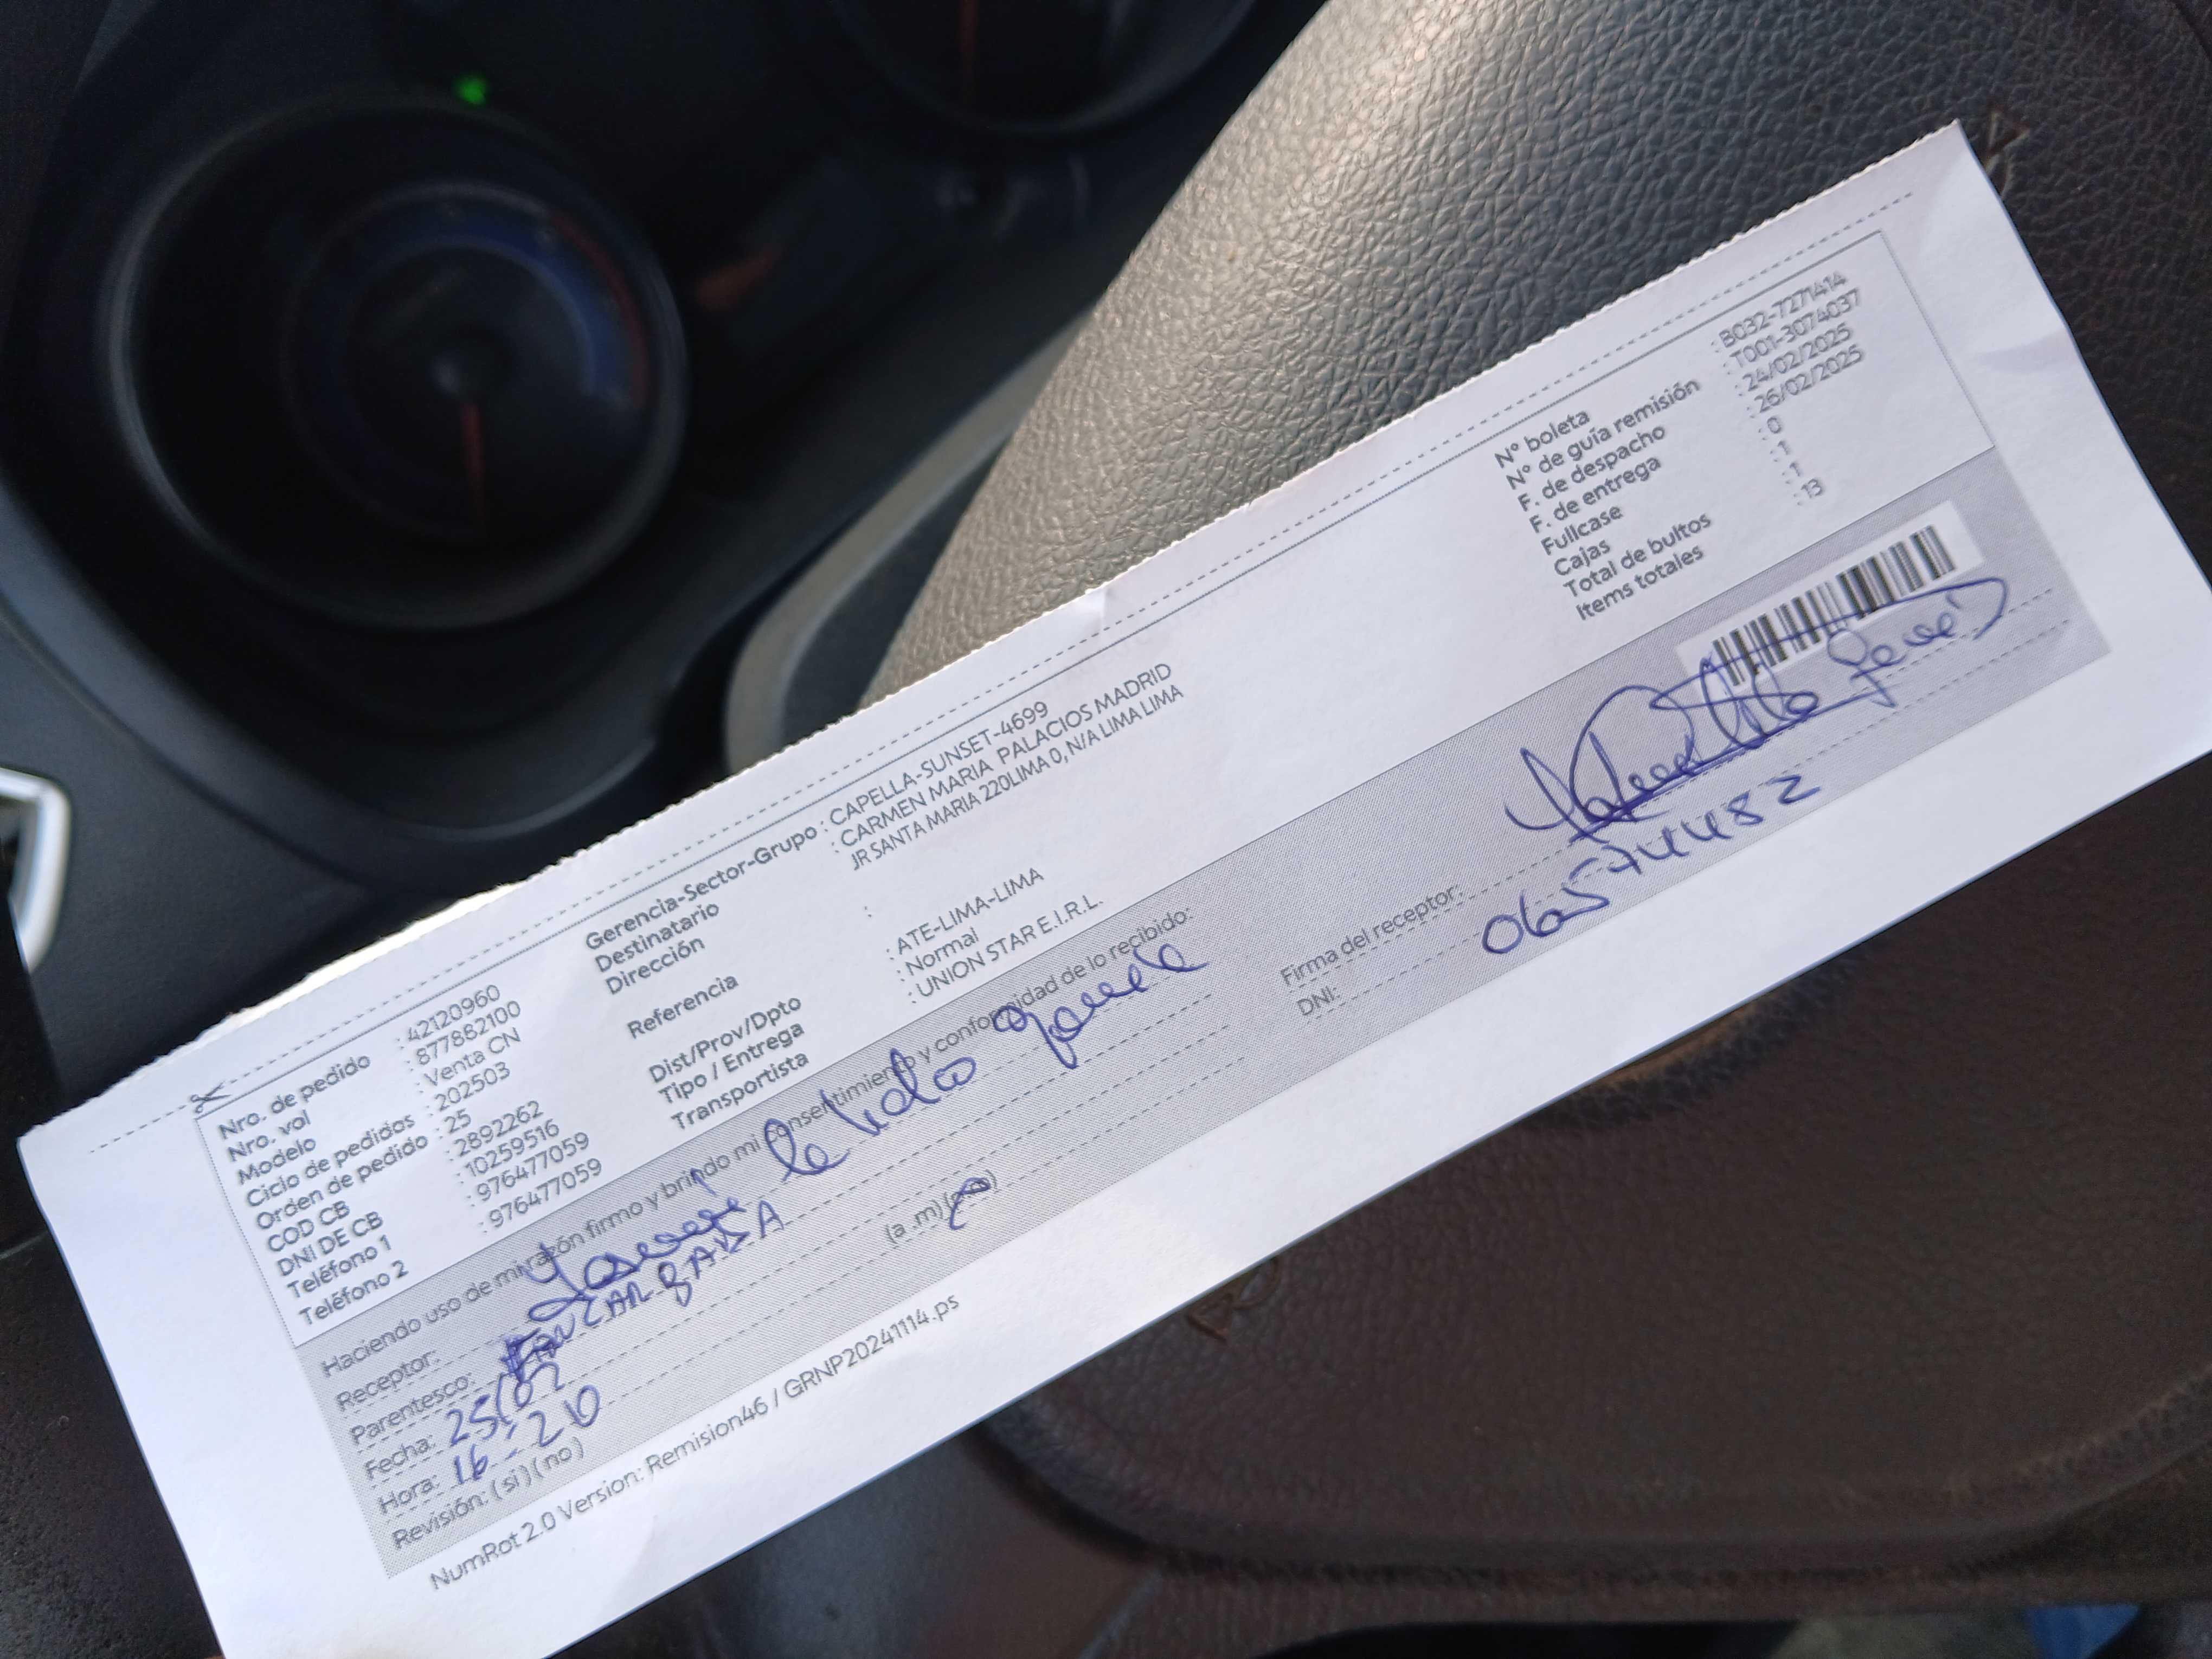 Nro. de pedido : 42120960
Nro. vol : 877882100
Modelo : Venta CN
Ciclo de pedidos : 202503
Orden de pedido : 25
COD CB : 2892262
DNI DE CB : 10259516
Teléfono 1 : 976477059
Teléfono 2 : 976477059
Gerencia-Sector-Grupo : CAPELLA-SUNSET-4699
Destinatario : CARMEN MARIA PALACIOS MADRID
Dirección JR SANTA MARIA 220LIMA 0, N/A LIMA LIMA
Referencia :
Dist/Prov/Dpto : ATE-LIMA-LIMA
Tipo / Entrega : Normal
Transportista : UNION STAR E.I.R.L.
N° boleta : B032-7271414
N° de guía remisión : T001-3074037
F. de despacho : 24/02/2025
F. de entrega : 26/02/2025
Fullcase : 0
Cajas : 1
Total de bultos : 1
Items totales : 13
Haciendo uso de mi razón firmo y brindo mi consentimiento y conformidad de lo recibido:
Receptor:
Parentesco: ENCARGADA
Fecha: 25/02
Hora: 16-20 (a .m) (p.m)
Revisión: ( si ) ( no )
Firma del receptor:
DNI: 06574482
NumRot 2.0 Version: Remision46 / GRNP20241114.ps